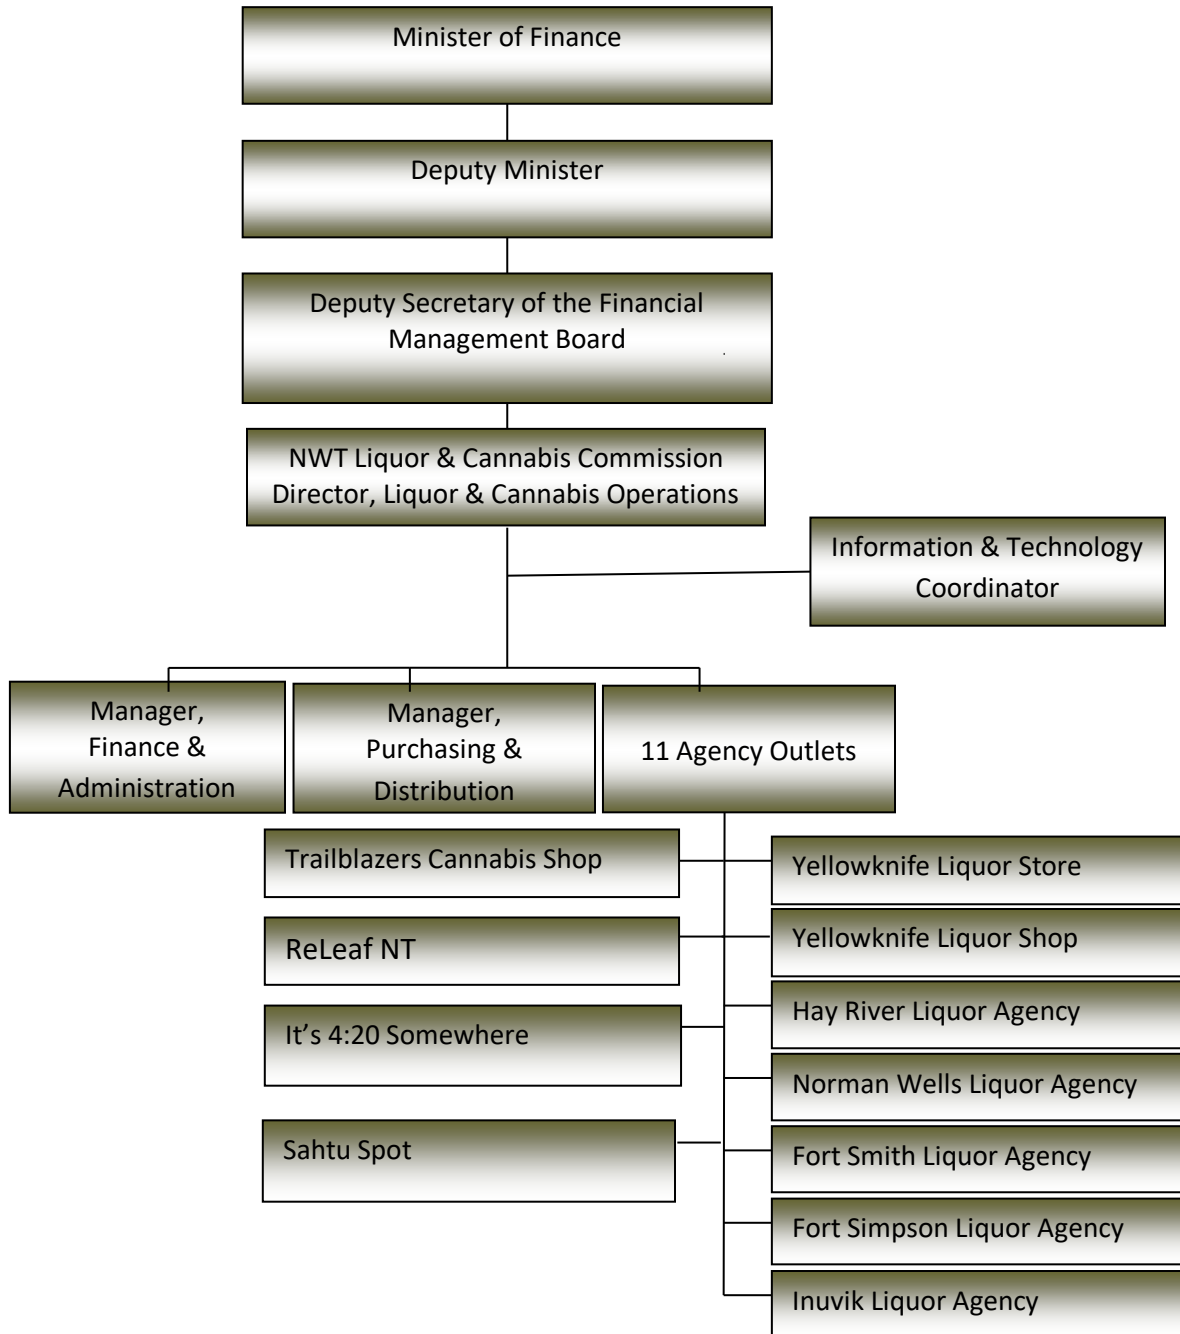 Minister of Finance
Deputy Minister
Deputy Secretary of the Financial
Management Board
.
NWT Liquor & Cannabis Commission
Director, Liquor & Cannabis Operations
Information & Technology
Coordinator
Manager,
Finance &
Administration
Manager,
Purchasing &
Distribution
11 Agency Outlets
Trailblazers Cannabis Shop
ReLeaf NT
It’s 4:20 Somewhere
Sahtu Spot
Yellowknife Liquor Store
Yellowknife Liquor Shop
Hay River Liquor Agency
Norman Wells Liquor Agency
Fort Smith Liquor Agency
Fort Simpson Liquor Agency
Inuvik Liquor Agency